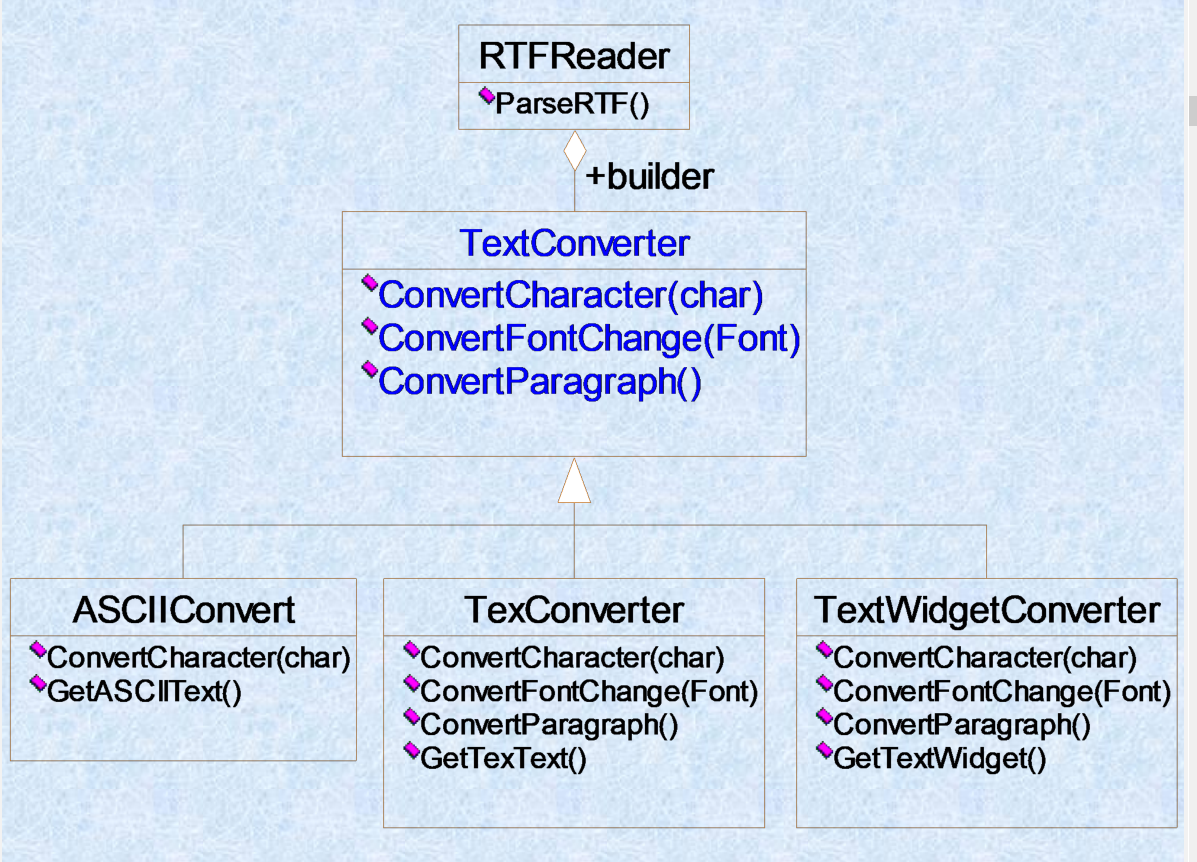 RTFReader
ParseRTF()
+builder
TextConverter
ConvertCharacter(char)
ConvertFontChange(Font)
ConvertParagraph()
ASCIIConvert
ConvertCharacter(char)
GetASCIIText()
TexConverter
ConvertCharacter(char)
ConvertFontChange(Font)
ConvertParagraph()
GetTexText()
TextWidgetConverter
ConvertCharacter(char)
ConvertFontChange(Font)
ConvertParagraph()
GetTextWidget()